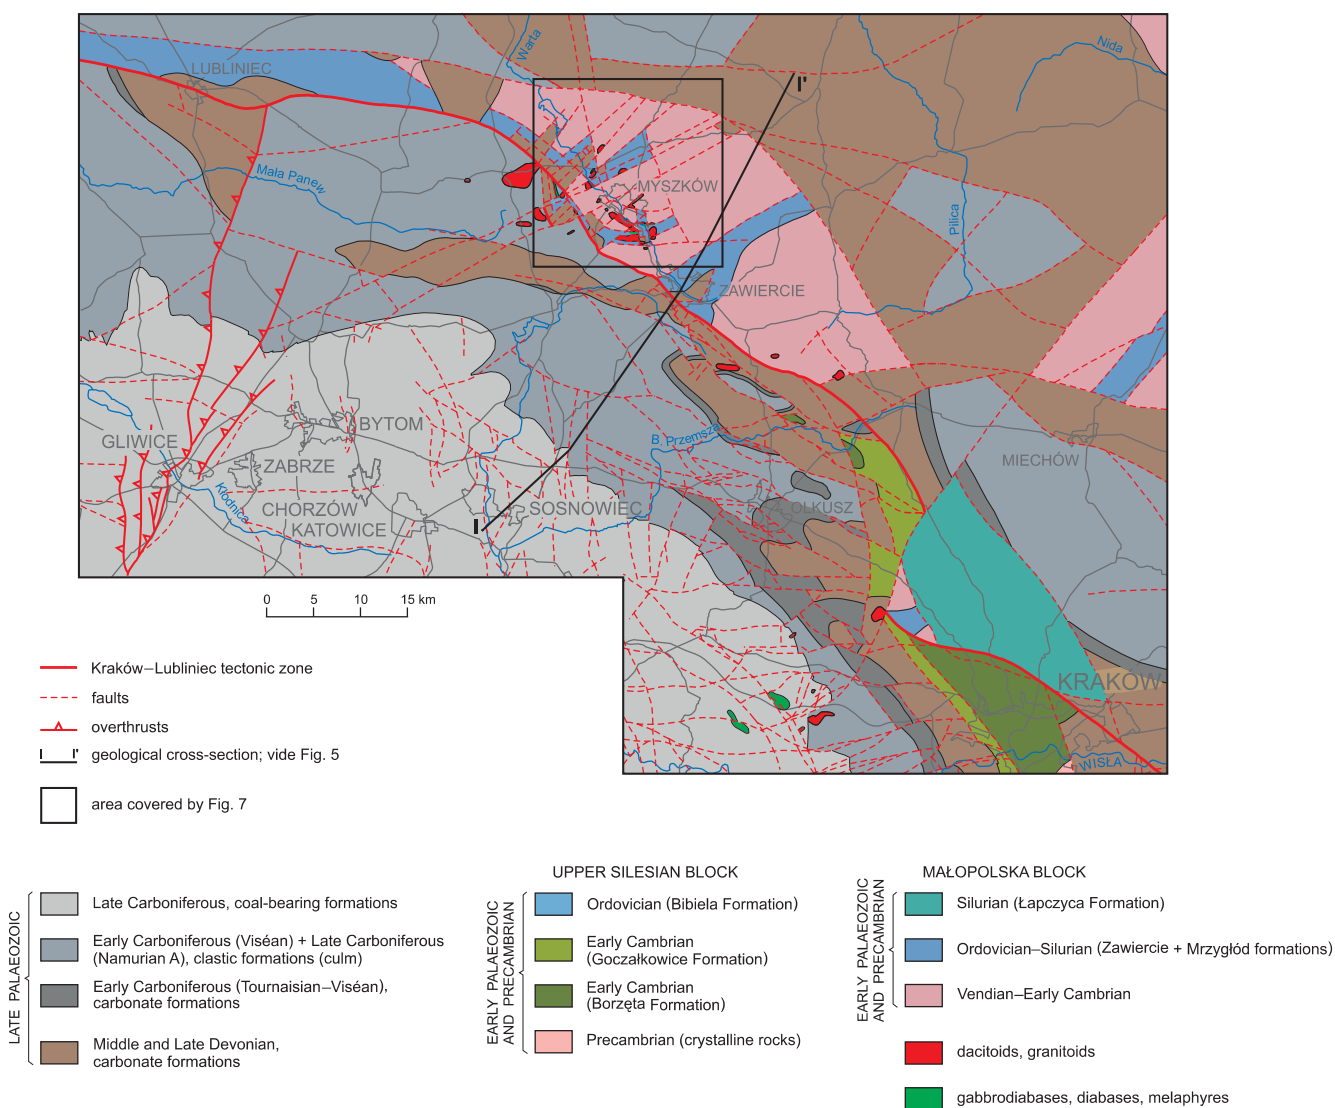 LUBLINIEC
Warta
Nida
I'
Mała Panew
MYSZKÓW
Pilica
ZAWIERCIE
GLIWICE
BYTOM
ZABRZE
B. Przemsza
MIECHÓW
Kłodnica
CHORZÓW
KATOWICE
I
SOSNOWIEC
OLKUSZ
KRAKÓW
WISŁA
0 5 10 15 km
Kraków–Lubliniec tectonic zone
faults
overthrusts
I I' geological cross-section; vide Fig. 5
area covered by Fig. 7
LATE PALAEOZOIC
Late Carboniferous, coal-bearing formations
Early Carboniferous (Viséan) + Late Carboniferous
(Namurian A), clastic formations (culm)
Early Carboniferous (Tournaisian–Viséan),
carbonate formations
Middle and Late Devonian,
carbonate formations
UPPER SILESIAN BLOCK
EARLY PALAEOZOIC
AND PRECAMBRIAN
Ordovician (Bibiela Formation)
Early Cambrian
(Goczałkowice Formation)
Early Cambrian
(Borzęta Formation)
Precambrian (crystalline rocks)
MAŁOPOLSKA BLOCK
EARLY PALAEOZOIC
AND PRECAMBRIAN
Silurian (Łapczyca Formation)
Ordovician–Silurian (Zawiercie + Mrzygłód formations)
Vendian–Early Cambrian
dacitoids, granitoids
gabbrodiabases, diabases, melaphyres